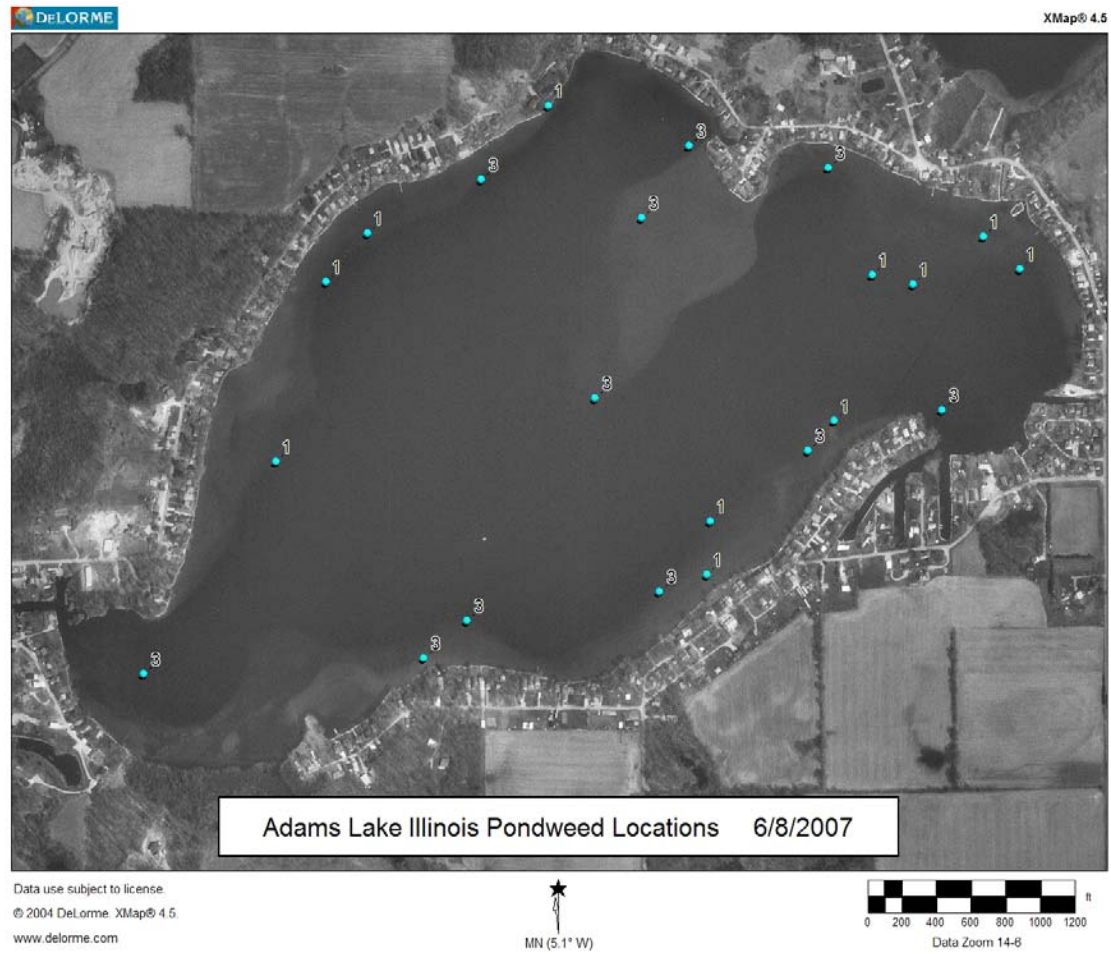 DELORME
XMap® 4.5
1
3
3
3
3
1
1
1
1
1
1
1
3
3
1
3
1
1
1
3
3
3
3
Adams Lake Illinois Pondweed Locations 6/8/2007
Data use subject to license.
© 2004 DeLorme. XMap® 4.5.
www.delorme.com
MN (5.1° W)
ft
0 200 400 600 800 1000 1200
Data Zoom 14-6